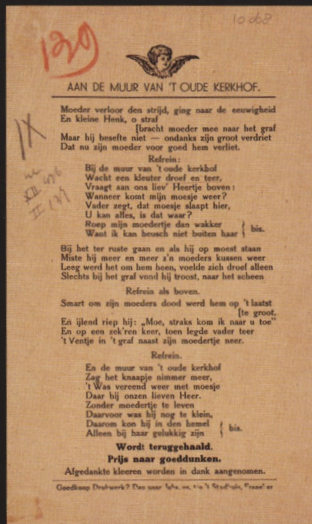 10068
139
AAN DE MUUR VAN 'T OUDE KERKHOF.
IX
Moeder verloor den strijd, ging naar de eeuwigheid
En kleine Henk, o straf
[bracht moeder mee naar het graf
Maar hij besefte niet — ondanks zijn groot verdriet
Dat nu zijn moeder voor goed hem verliet.
Refrein:
Bij de muur van 't oude kerkhof
Wacht een kleuter droef en teer,
Vraagt aan ons liev' Heertje boven:
Wanneer komt mijn moesje weer?
Vader zegt, dat moesje slaapt hier,
U kan alles, is dat waar?
Roep mijn moedertje dan wakker
Want ik kan heusch niet buiten haar } bis.
Bij het ter ruste gaan en als hij op moest staan
Miste hij meer en meer z'n moeders kussen weer
Leeg werd het om hem heen, voelde zich droef alleen
Slechts bij het graf vond hij troost, naar het scheen
Refrein als boven.
Smart om zijn moeders dood werd hem op 't laatst
[te groot,
En ijlend riep hij: „Moe, straks kom ik naar u toe"
En op een zek'ren keer, toen legde vader teer
't Ventje in 't graf naast zijn moedertje neer.
Refrein.
En de muur van 't oude kerkhof
Zag het knaapje nimmer meer,
't Was vereend weer met moesje
Daar bij onzen lieven Heer.
Zonder moedertje te leven
Daarvoor was hij nog te klein,
Daarom kon hij in den hemel
Alleen bij haar gelukkig zijn } bis.
Wordt teruggehaald.
Prijs naar goeddunken.
Afgedankte kleeren worden in dank aangenomen.
Goedkoop Drukwerk?